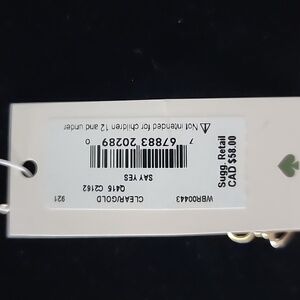 WBR00443
CLEAR/GOLD
921
Q416 C2162
SAY YES
7 67883 20289
⚠ Not intended for children 12 and under
Sugg. Retail
CAD $58.00